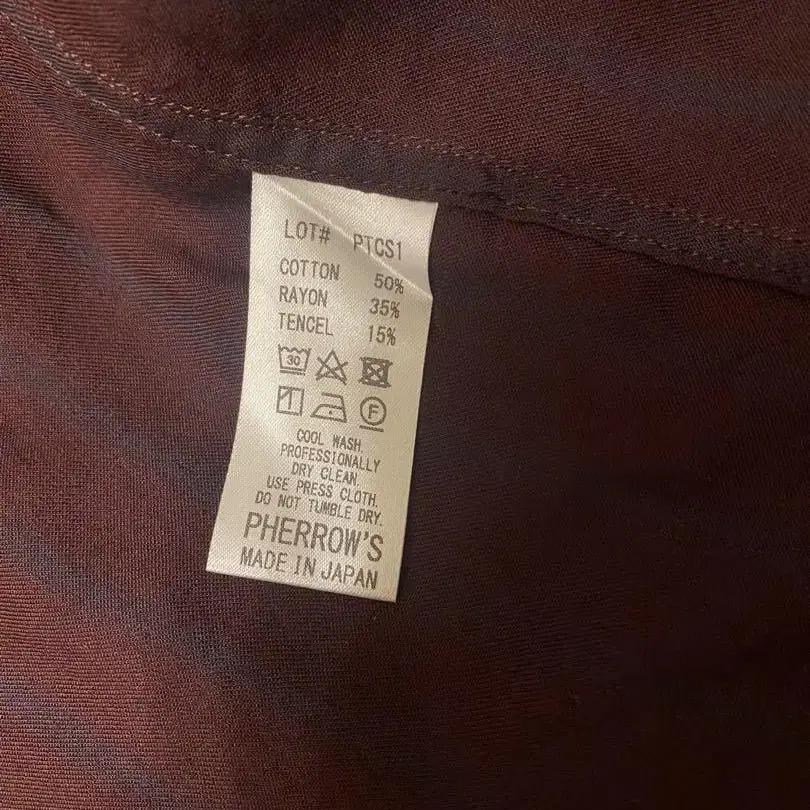 LOT# PTCS1
COTTON 50%
RAYON 35%
TENCEL 15%
30
F
COOL WASH.
PROFESSIONALLY
DRY CLEAN.
USE PRESS CLOTH.
DO NOT TUMBLE DRY.
PHERROW'S
MADE IN JAPAN